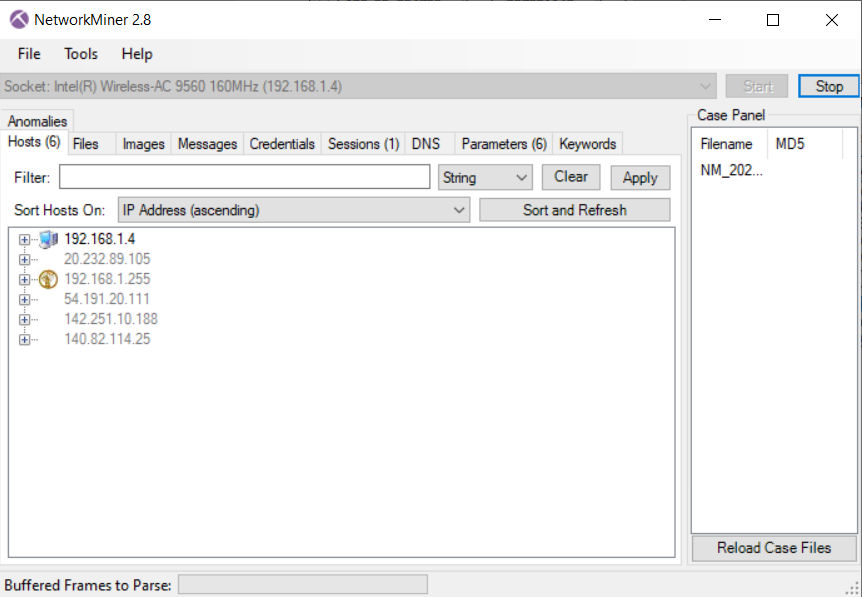 NetworkMiner 2.8
File Tools Help
Socket: Intel(R) Wireless-AC 9560 160MHz (192.168.1.4) Start Stop
Anomalies
Hosts (6) Files Images Messages Credentials Sessions (1) DNS Parameters (6) Keywords
Filter: String Clear Apply
Sort Hosts On: IP Address (ascending) Sort and Refresh
192.168.1.4
20.232.89.105
192.168.1.255
54.191.20.111
142.251.10.188
140.82.114.25
Case Panel
Filename MD5
NM_202...
Reload Case Files
Buffered Frames to Parse: